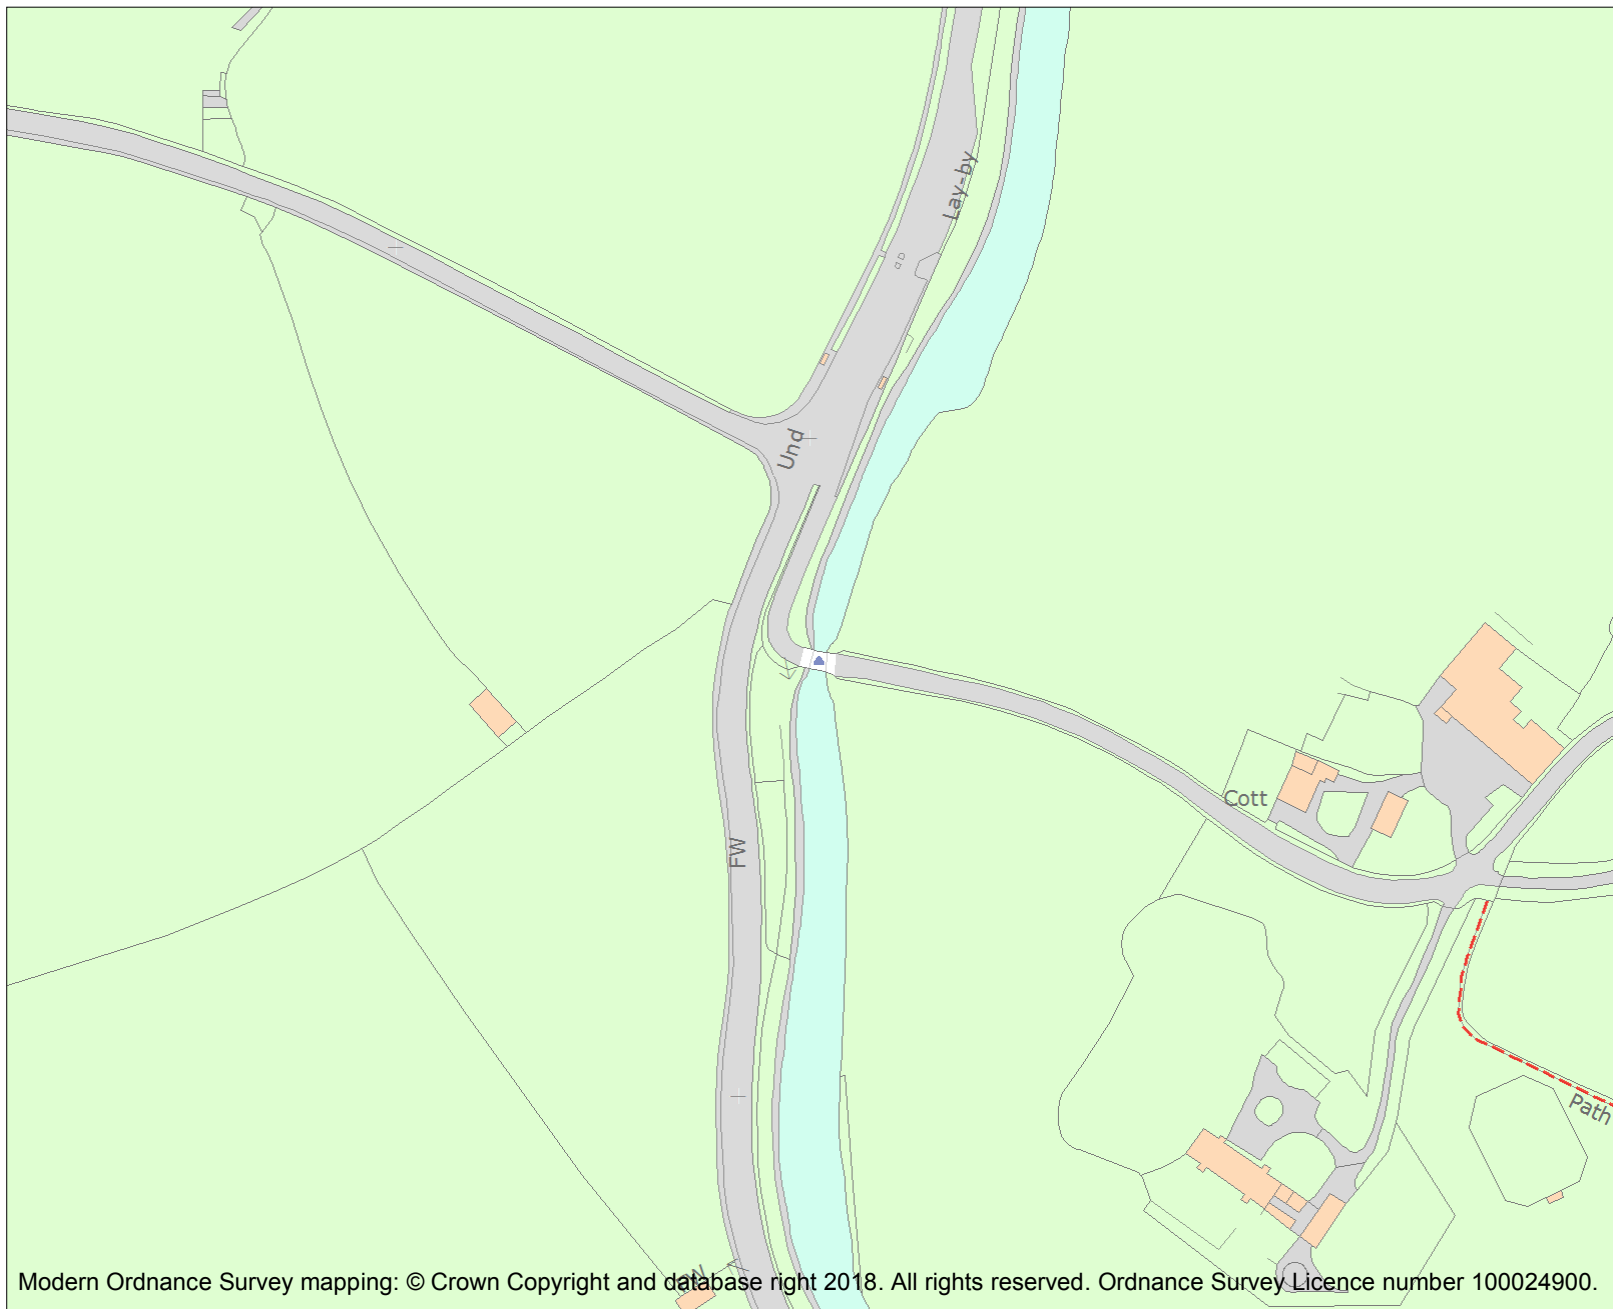 Lay-by
Und
Cott
FW
Path
Modern Ordnance Survey mapping: © Crown Copyright and database right 2018. All rights reserved. Ordnance Survey Licence number 100024900.